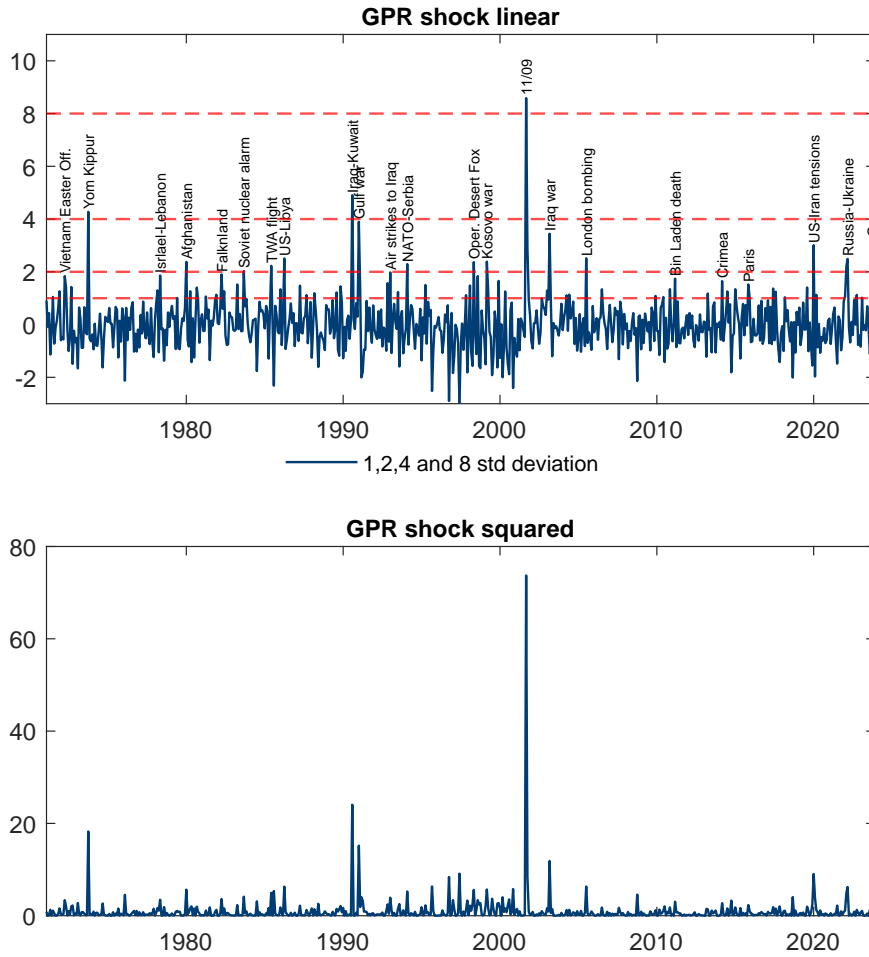 GPR shock linear
10
8
6
4
2
0
-2
Vietnam Easter Off.
Yom Kippur
Isrlael-Lebanon
Afghanistan
Falknland
Soviet nuclear alarm
TWA flight
US-Libya
Iraq-Kuwait
Gulf war
Air strikes to Iraq
NATO-Serbia
Oper. Desert Fox
Kosovo war
11/09
Iraq war
London bombing
Bin Laden death
Crimea
Paris
US-Iran tensions
Russia-Ukraine
1980 1990 2000 2010 2020
1,2,4 and 8 std deviation
GPR shock squared
80
60
40
20
0
1980 1990 2000 2010 2020